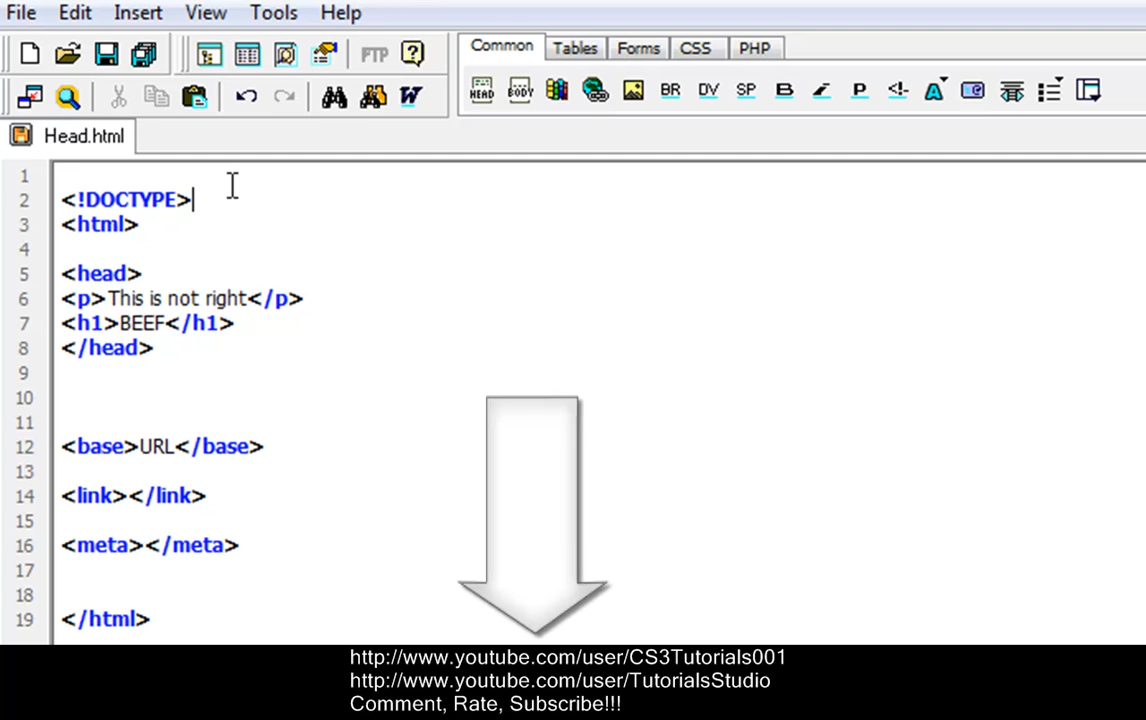 File Edit Insert View Tools Help
Common Tables Forms CSS PHP
FTP
HEAD BODY BR DV SP B P
W
Head.html
1
2 <!DOCTYPE>
3 <html>
4
5 <head>
6 <p>This is not right</p>
7 <h1>BEEF</h1>
8 </head>
9
10
11
12 <base>URL</base>
13
14 <link></link>
15
16 <meta></meta>
17
18
19 </html>
http://www.youtube.com/user/CS3Tutorials001
http://www.youtube.com/user/TutorialsStudio
Comment, Rate, Subscribe!!!